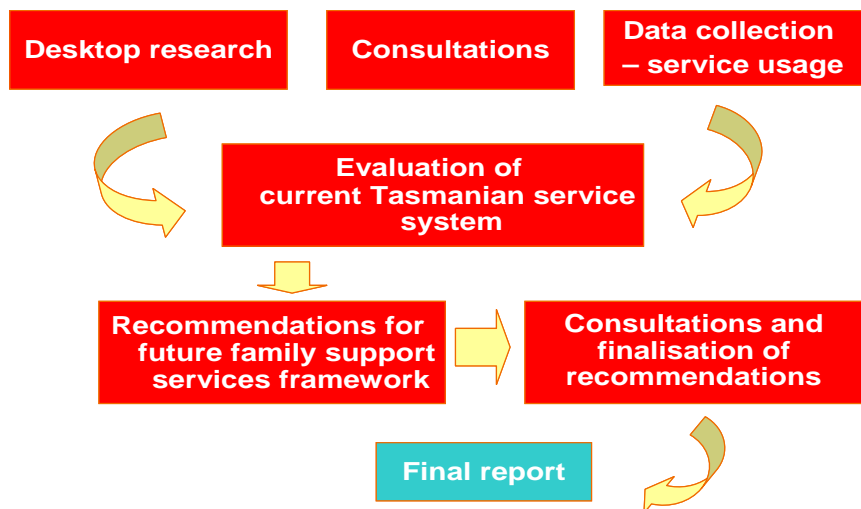 Desktop research
Consultations
Data collection
– service usage
Evaluation of
current Tasmanian service
system
Recommendations for
future family support
services framework
Consultations and
finalisation of
recommendations
Final report